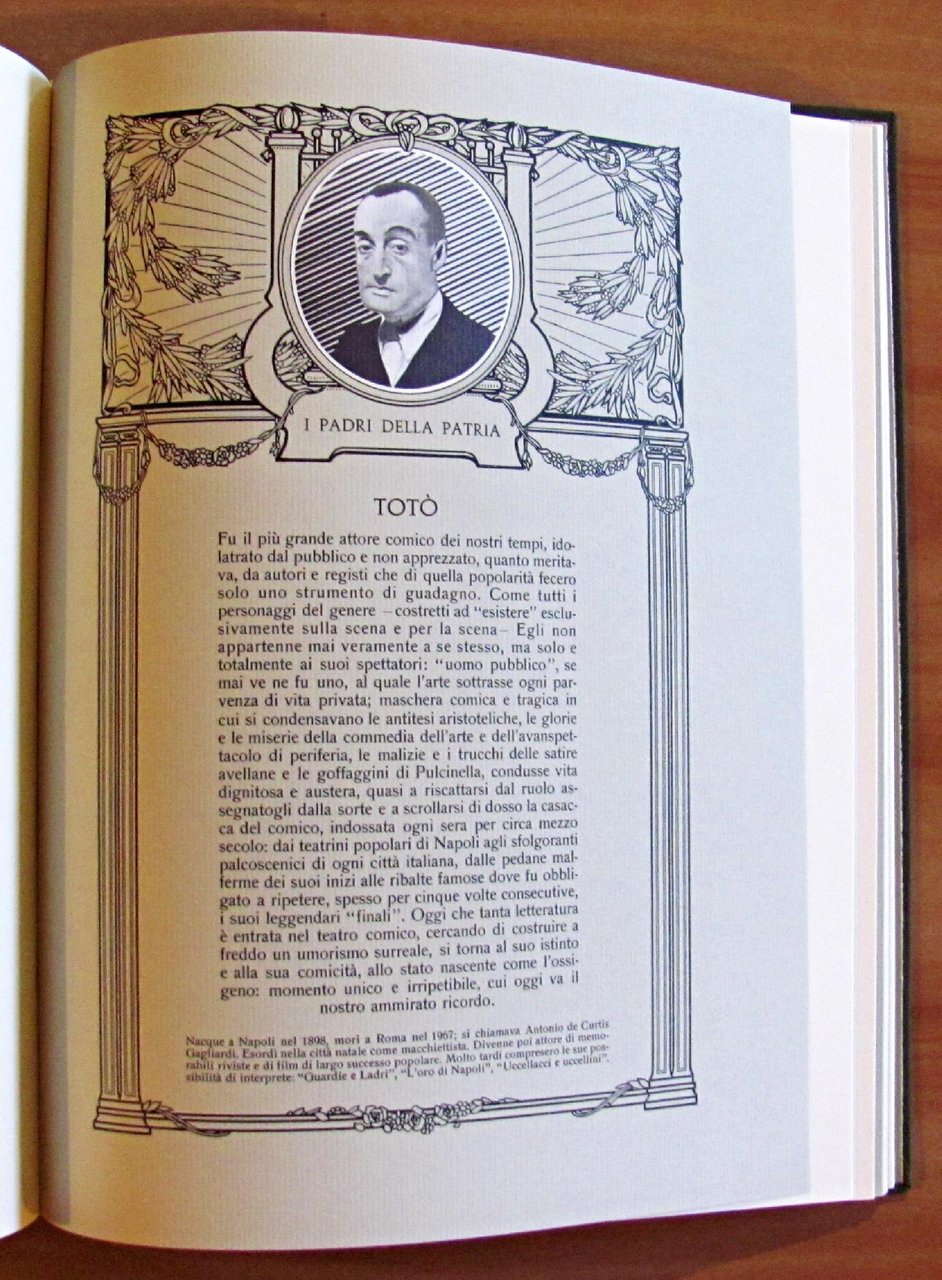 I PADRI DELLA PATRIA
TOTÒ
Fu il più grande attore comico dei nostri tempi, ido-
latrato dal pubblico e non apprezzato, quanto merita-
va, da autori e registi che di quella popolarità fecero
solo uno strumento di guadagno. Come tutti i
personaggi del genere –costretti ad “esistere” esclu-
sivamente sulla scena e per la scena– Egli non
appartenne mai veramente a se stesso, ma solo e
totalmente ai suoi spettatori: “uomo pubblico”, se
mai ve ne fu uno, al quale l'arte sottrasse ogni par-
venza di vita privata; maschera comica e tragica in
cui si condensavano le antitesi aristoteliche, le glorie
e le miserie della commedia dell'arte e dell'avanspet-
tacolo di periferia, le malizie e i trucchi delle satire
avellane e le goffaggini di Pulcinella, condusse vita
dignitosa e austera, quasi a riscattarsi dal ruolo as-
segnatogli dalla sorte e a scrollarsi di dosso la casac-
ca del comico, indossata ogni sera per circa mezzo
secolo: dai teatrini popolari di Napoli agli sfolgoranti
palcoscenici di ogni città italiana, dalle pedane mal-
ferme dei suoi inizi alle ribalte famose dove fu obbli-
gato a ripetere, spesso per cinque volte consecutive,
i suoi leggendari “finali”. Oggi che tanta letteratura
è entrata nel teatro comico, cercando di costruire a
freddo un umorismo surreale, si torna al suo istinto
e alla sua comicità, allo stato nascente come l'ossi-
geno: momento unico e irripetibile, cui oggi va il
nostro ammirato ricordo.
Nacque a Napoli nel 1898, morì a Roma nel 1967; si chiamava Antonio de Curtis
Gagliardi. Esordì nella città natale come macchiettista. Divenne poi attore di memo-
rabili riviste e di film di largo successo popolare. Molto tardi compresero le sue pos-
sibilità di interprete: “Guardie e Ladri”, “L'oro di Napoli”, “Uccellacci e uccellini”.